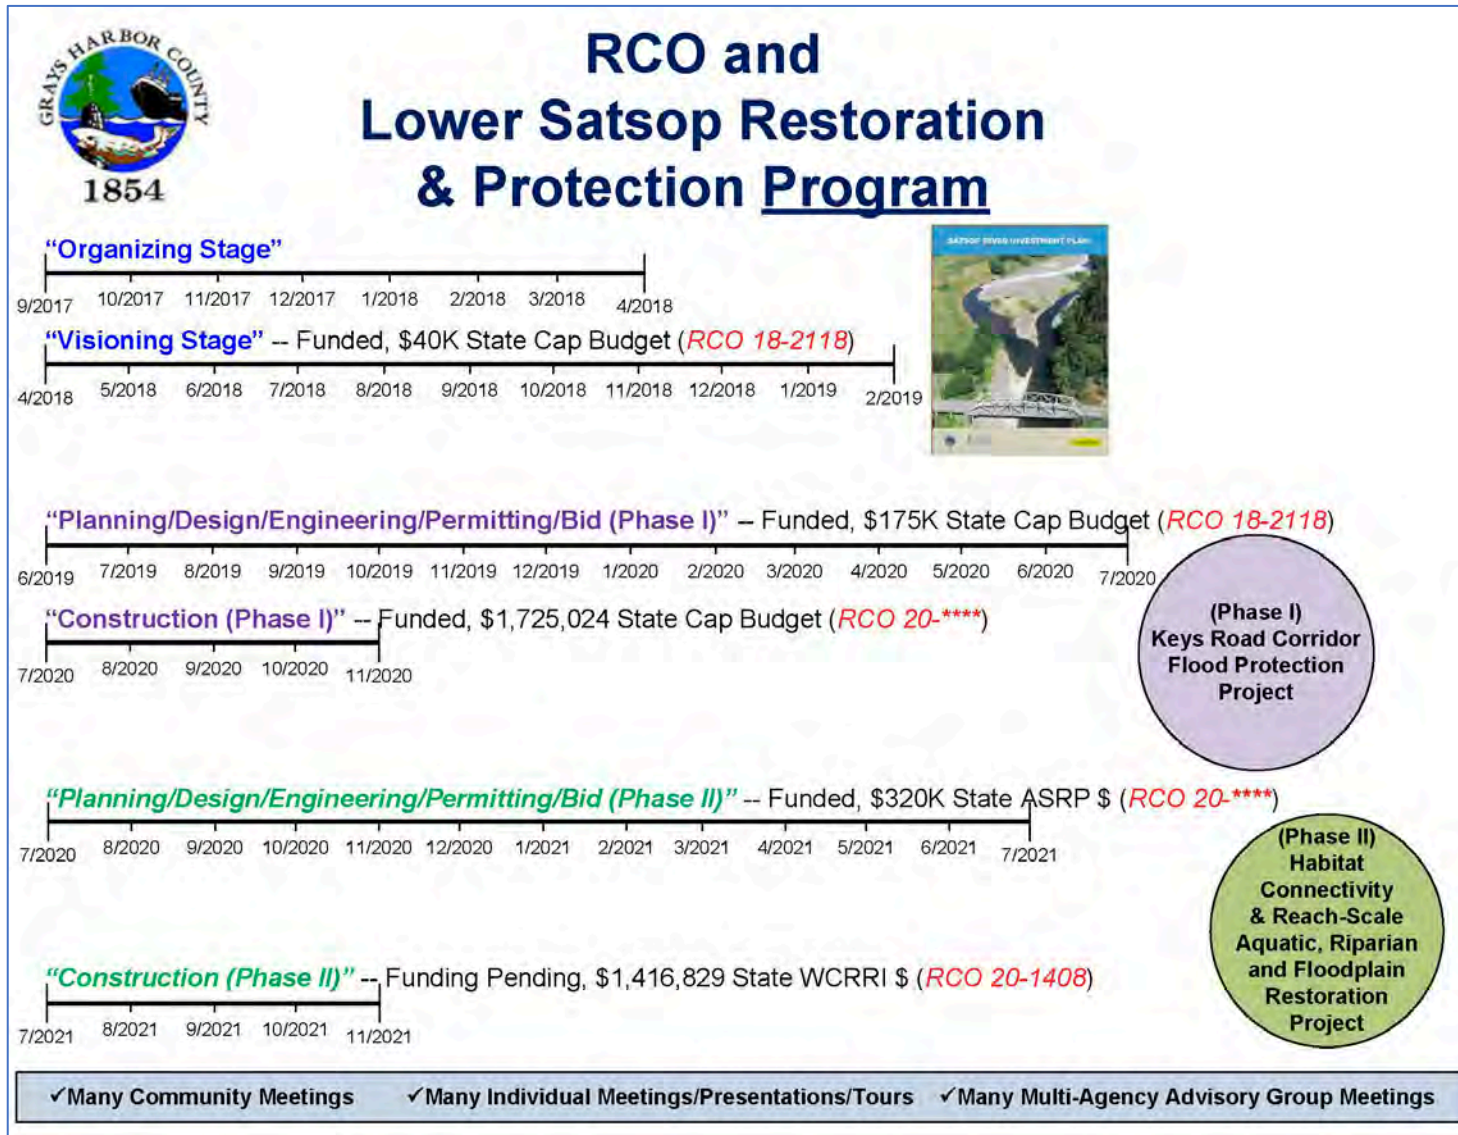 GRAYS HARBOR COUNTY
1854
RCO and
Lower Satsop Restoration
& Protection Program
“Organizing Stage”
9/2017 10/2017 11/2017 12/2017 1/2018 2/2018 3/2018 4/2018
“Visioning Stage” -- Funded, $40K State Cap Budget (RCO 18-2118)
4/2018 5/2018 6/2018 7/2018 8/2018 9/2018 10/2018 11/2018 12/2018 1/2019 2/2019
SATSOP RIVER INVESTMENT PLAN
“Planning/Design/Engineering/Permitting/Bid (Phase I)” -- Funded, $175K State Cap Budget (RCO 18-2118)
6/2019 7/2019 8/2019 9/2019 10/2019 11/2019 12/2019 1/2020 2/2020 3/2020 4/2020 5/2020 6/2020 7/2020
“Construction (Phase I)” -- Funded, $1,725,024 State Cap Budget (RCO 20-****)
7/2020 8/2020 9/2020 10/2020 11/2020
(Phase I)
Keys Road Corridor
Flood Protection
Project
“Planning/Design/Engineering/Permitting/Bid (Phase II)” -- Funded, $320K State ASRP $ (RCO 20-****)
7/2020 8/2020 9/2020 10/2020 11/2020 12/2020 1/2021 2/2021 3/2021 4/2021 5/2021 6/2021 7/2021
(Phase II)
Habitat
Connectivity
& Reach-Scale
Aquatic, Riparian
and Floodplain
Restoration
Project
“Construction (Phase II)” -- Funding Pending, $1,416,829 State WCRRI $ (RCO 20-1408)
7/2021 8/2021 9/2021 10/2021 11/2021
✓Many Community Meetings ✓Many Individual Meetings/Presentations/Tours ✓Many Multi-Agency Advisory Group Meetings